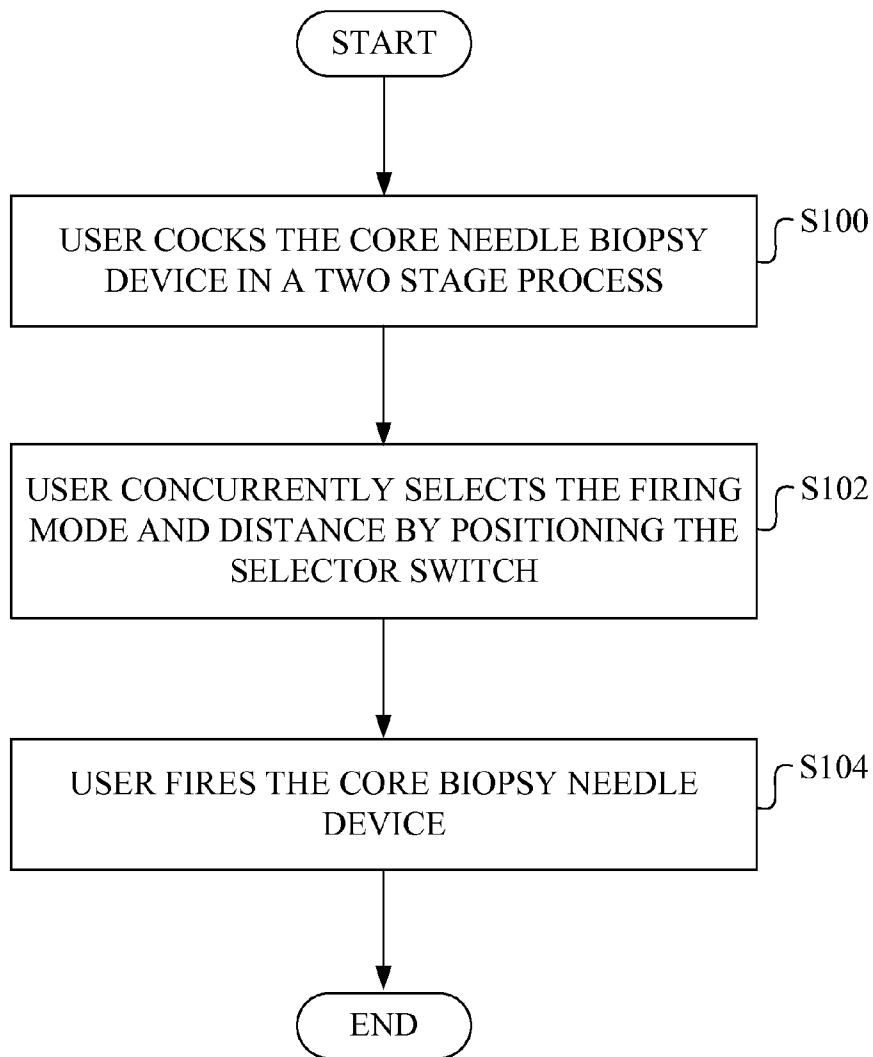 START
USER COCKS THE CORE NEEDLE BIOPSY
DEVICE IN A TWO STAGE PROCESS
S100
USER CONCURRENTLY SELECTS THE FIRING
MODE AND DISTANCE BY POSITIONING THE
SELECTOR SWITCH
S102
USER FIRES THE CORE BIOPSY NEEDLE
DEVICE
S104
END